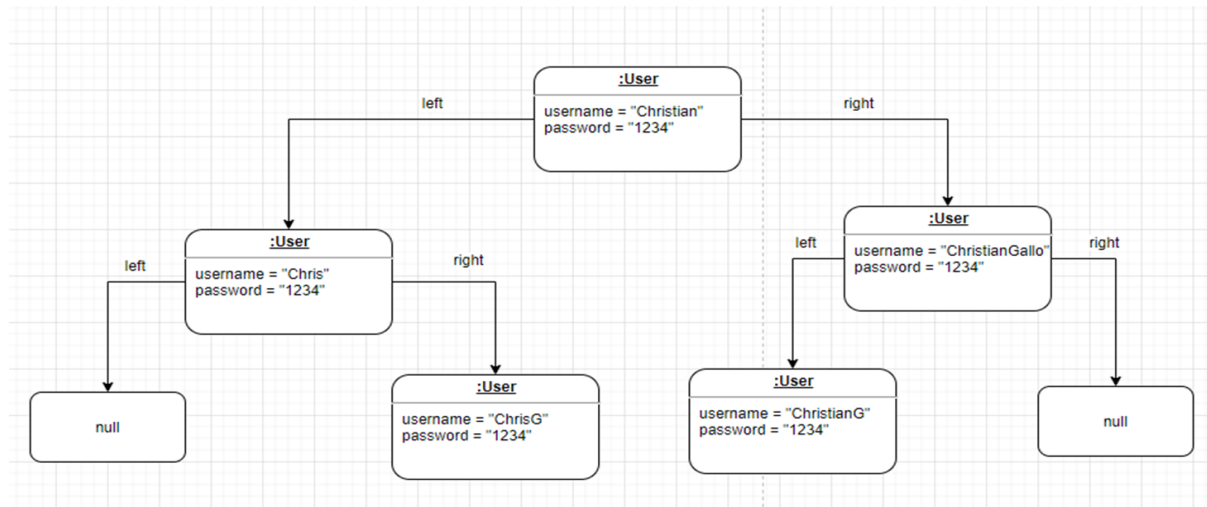 :User
left
username = "Christian"
password = "1234"
right
:User
username = "Chris"
password = "1234"
left
right
:User
username = "ChristianGallo"
password = "1234"
left
right
null
:User
username = "ChrisG"
password = "1234"
:User
username = "ChristianG"
password = "1234"
null